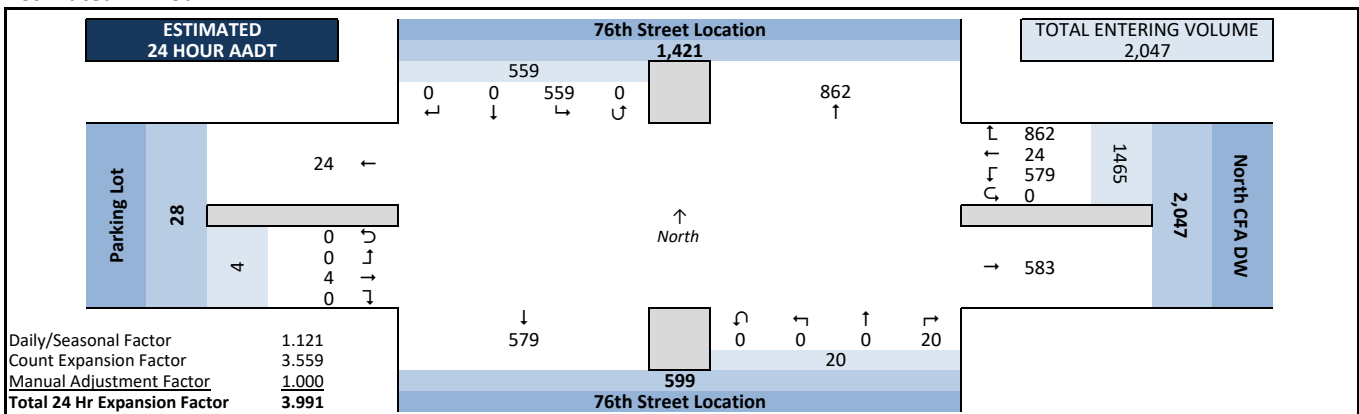 ESTIMATED
24 HOUR AADT
76th Street Location
1,421
TOTAL ENTERING VOLUME
2,047
559
0 0 559 0
↵ ↓ ↳ ↺
862
↑
Parking Lot
28
24 ←
↑
North
↱ 862
← 24
↲ 579
↪ 0
1465
2,047
North CFA DW
4
0 ↩
0 ↑
4 →
0 ↴
→ 583
↓
579
↶ ↰ ↑ ↱
0 0 0 20
20
599
76th Street Location
Daily/Seasonal Factor 1.121
Count Expansion Factor 3.559
Manual Adjustment Factor 1.000
Total 24 Hr Expansion Factor 3.991